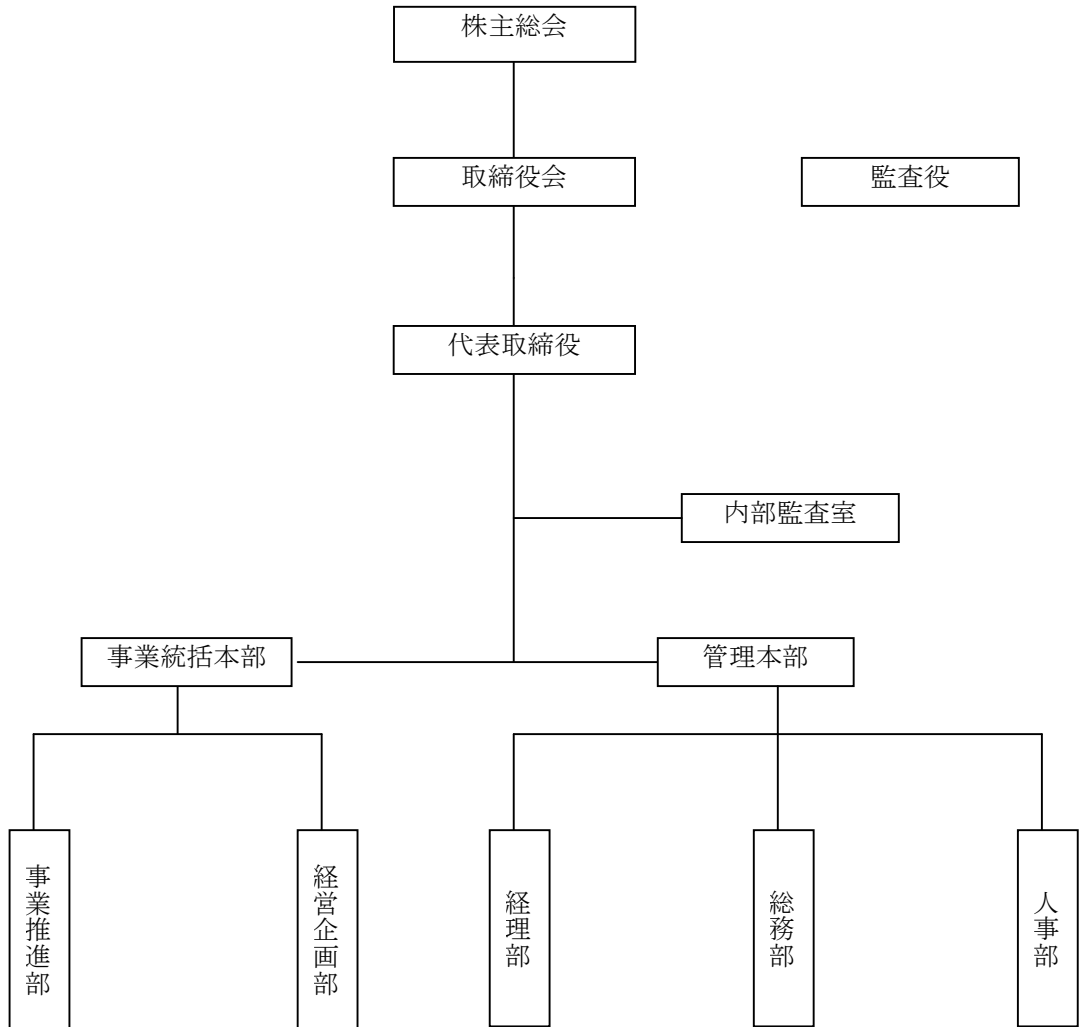 株主総会
取締役会
監査役
代表取締役
内部監査室
事業統括本部
管理本部
事業推進部
経営企画部
経理部
総務部
人事部